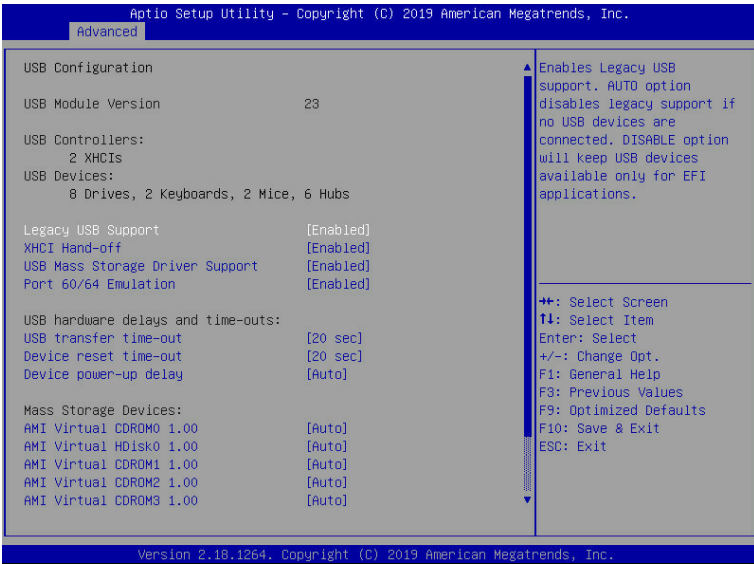 Aptio Setup Utility – Copyright (C) 2019 American Megatrends, Inc.
Advanced
USB Configuration
USB Module Version 23
USB Controllers:
2 XHCIs
USB Devices:
8 Drives, 2 Keyboards, 2 Mice, 6 Hubs
Legacy USB Support [Enabled]
XHCI Hand-off [Enabled]
USB Mass Storage Driver Support [Enabled]
Port 60/64 Emulation [Enabled]
USB hardware delays and time-outs:
USB transfer time-out [20 sec]
Device reset time-out [20 sec]
Device power-up delay [Auto]
Mass Storage Devices:
AMI Virtual CDROM0 1.00 [Auto]
AMI Virtual HDisk0 1.00 [Auto]
AMI Virtual CDROM1 1.00 [Auto]
AMI Virtual CDROM2 1.00 [Auto]
AMI Virtual CDROM3 1.00 [Auto]
Enables Legacy USB
support. AUTO option
disables legacy support if
no USB devices are
connected. DISABLE option
will keep USB devices
available only for EFI
applications.
→←: Select Screen
↑↓: Select Item
Enter: Select
+/-: Change Opt.
F1: General Help
F3: Previous Values
F9: Optimized Defaults
F10: Save & Exit
ESC: Exit
Version 2.18.1264. Copyright (C) 2019 American Megatrends, Inc.